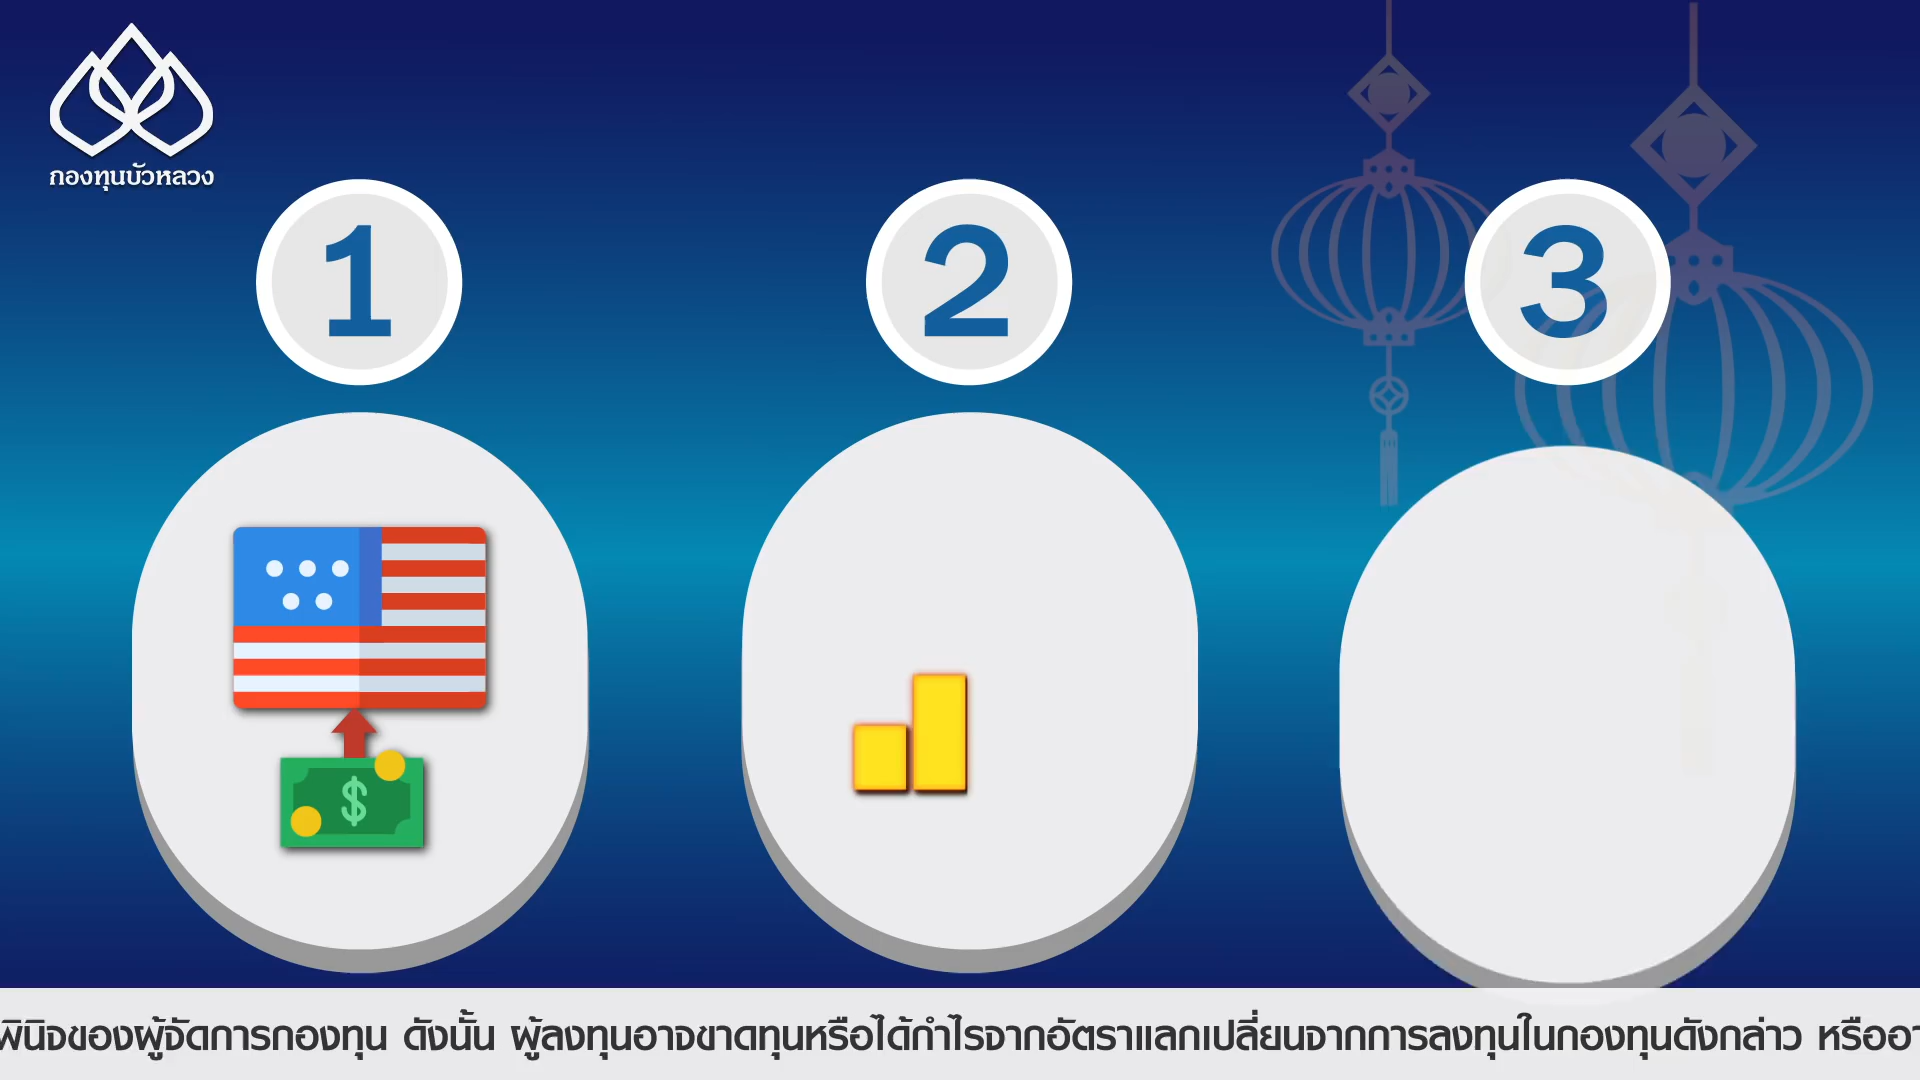 กองทุนบัวหลวง
1
2
3
$
พินิจของผู้จัดการกองทุน ดังนั้น ผู้ลงทุนอาจขาดทุนหรือได้กำไรจากอัตราแลกเปลี่ยนจากการลงทุนในกองทุนดังกล่าว หรืออา